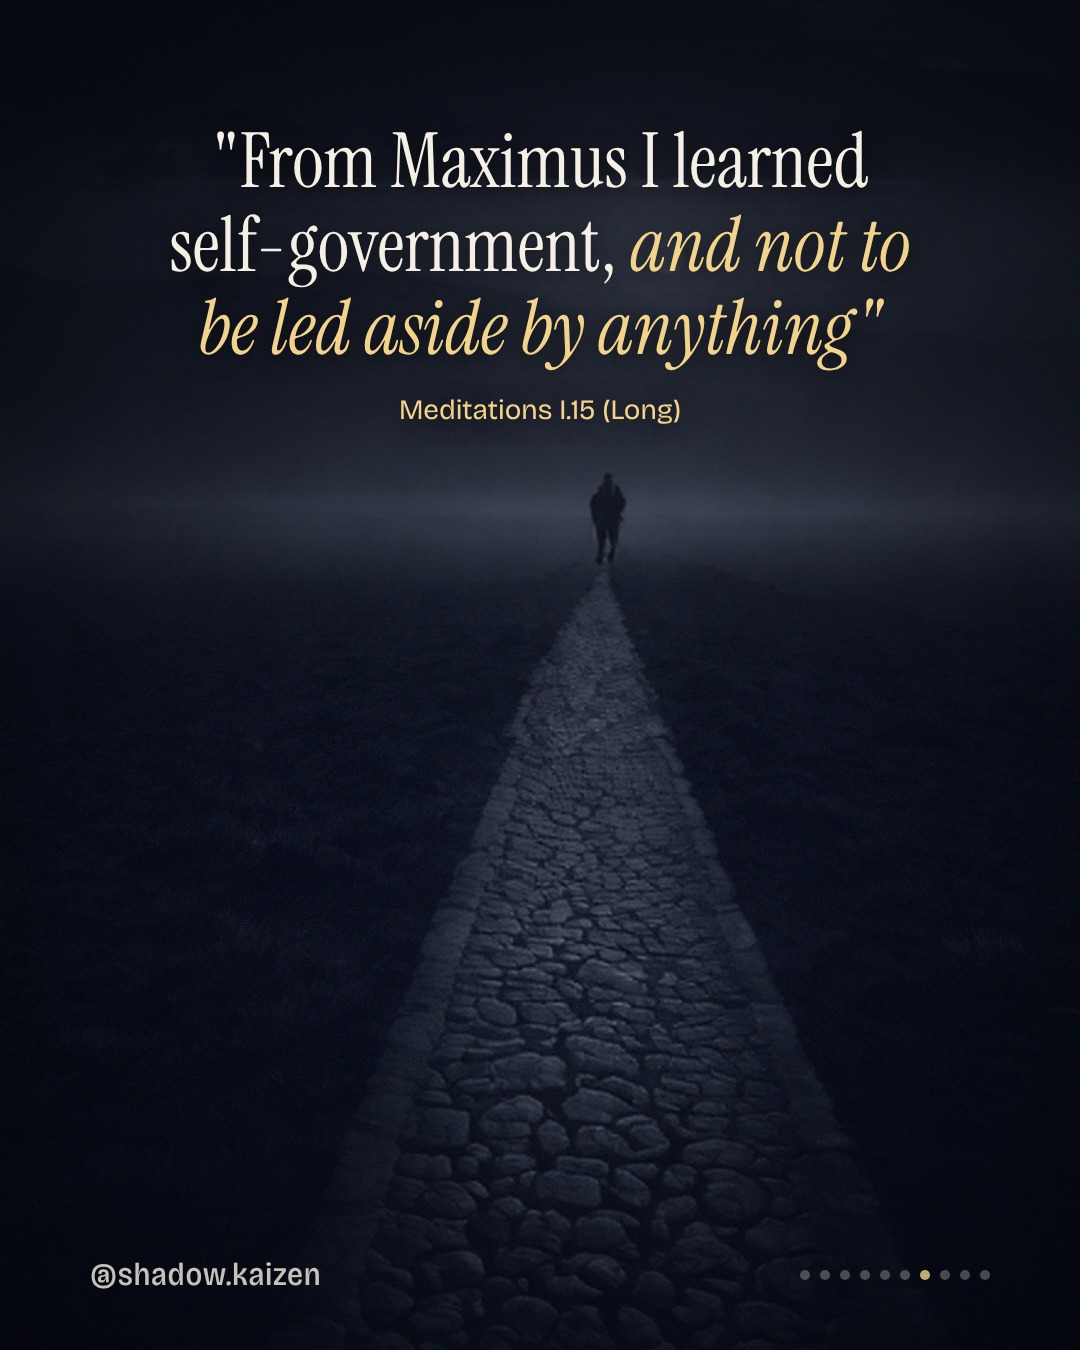 "From Maximus I learned
self-government, and not to
be led aside by anything"
Meditations I.15 (Long)
@shadow.kaizen